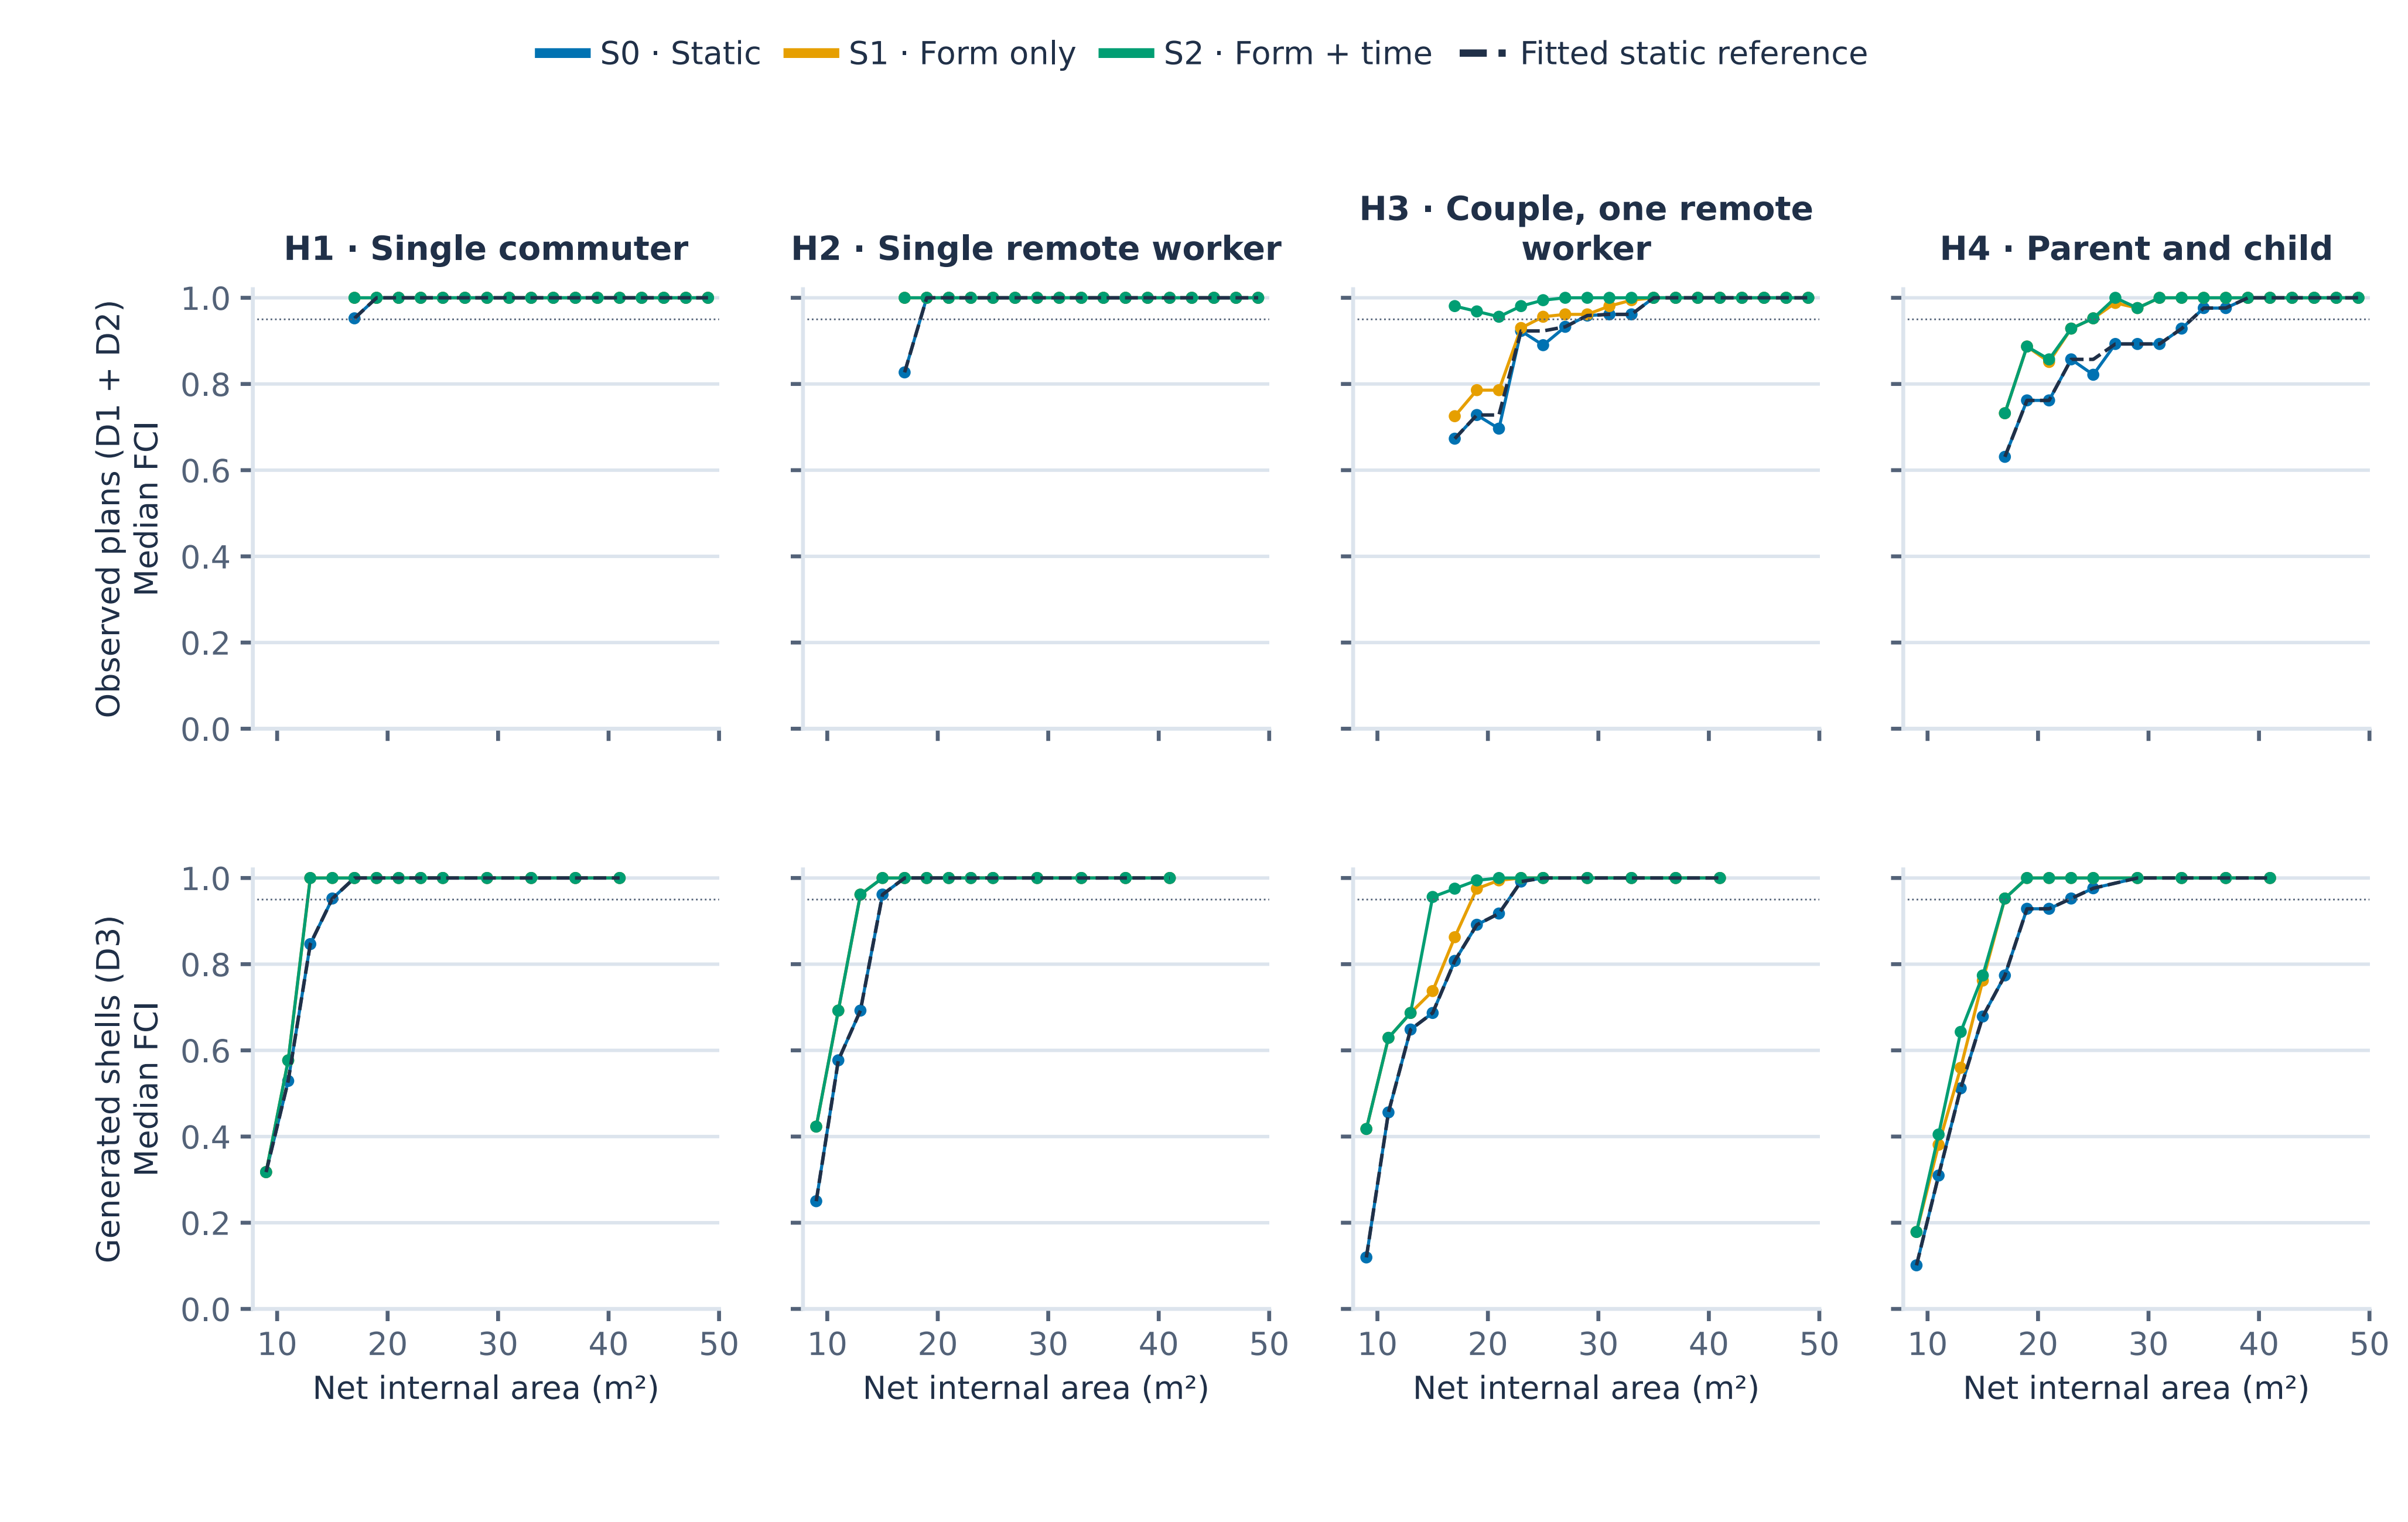 S0 · Static
S1 · Form only
S2 · Form + time
Fitted static reference
H1 · Single commuter
H2 · Single remote worker
H3 · Couple, one remote
worker
H4 · Parent and child
Observed plans (D1 + D2)
Median FCI
1.0
0.8
0.6
0.4
0.2
0.0
Generated shells (D3)
Median FCI
1.0
0.8
0.6
0.4
0.2
0.0
10 20 30 40 50
10 20 30 40 50
10 20 30 40 50
10 20 30 40 50
Net internal area (m²)
Net internal area (m²)
Net internal area (m²)
Net internal area (m²)